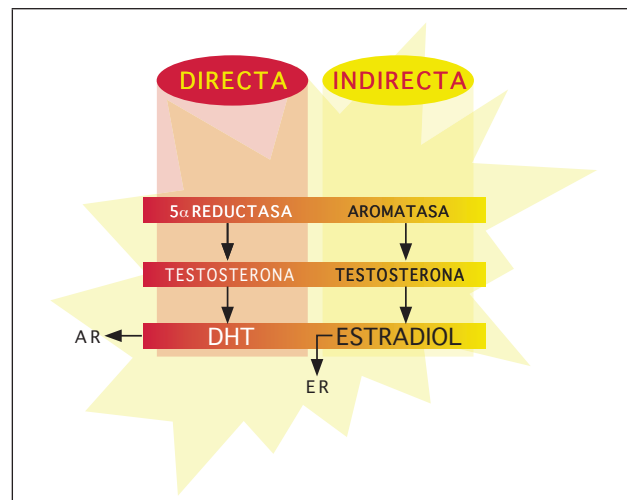 DIRECTA INDIRECTA
5α REDUCTASA AROMATASA
TESTOSTERONA TESTOSTERONA
AR DHT ESTRADIOL
ER